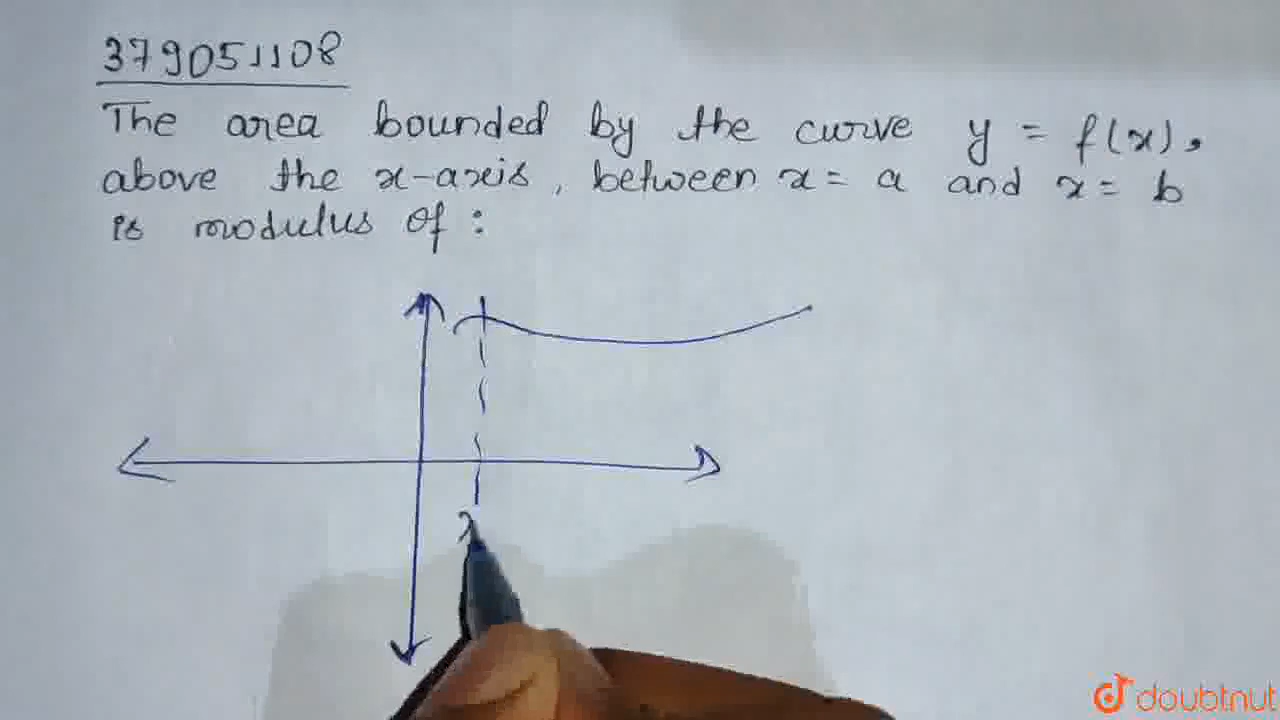 379051108
The area bounded by the curve y = f(x),
above the x-axis, between x = a and x = b
is modulus of :
x
doubtnut